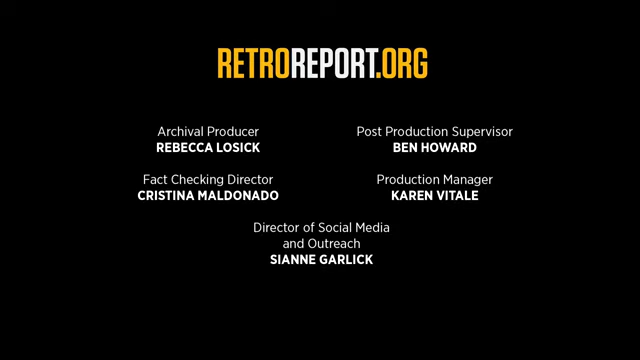 RETROREPORT.ORG
Archival Producer
REBECCA LOSICK
Post Production Supervisor
BEN HOWARD
Fact Checking Director
CRISTINA MALDONADO
Production Manager
KAREN VITALE
Director of Social Media
and Outreach
SIANNE GARLICK